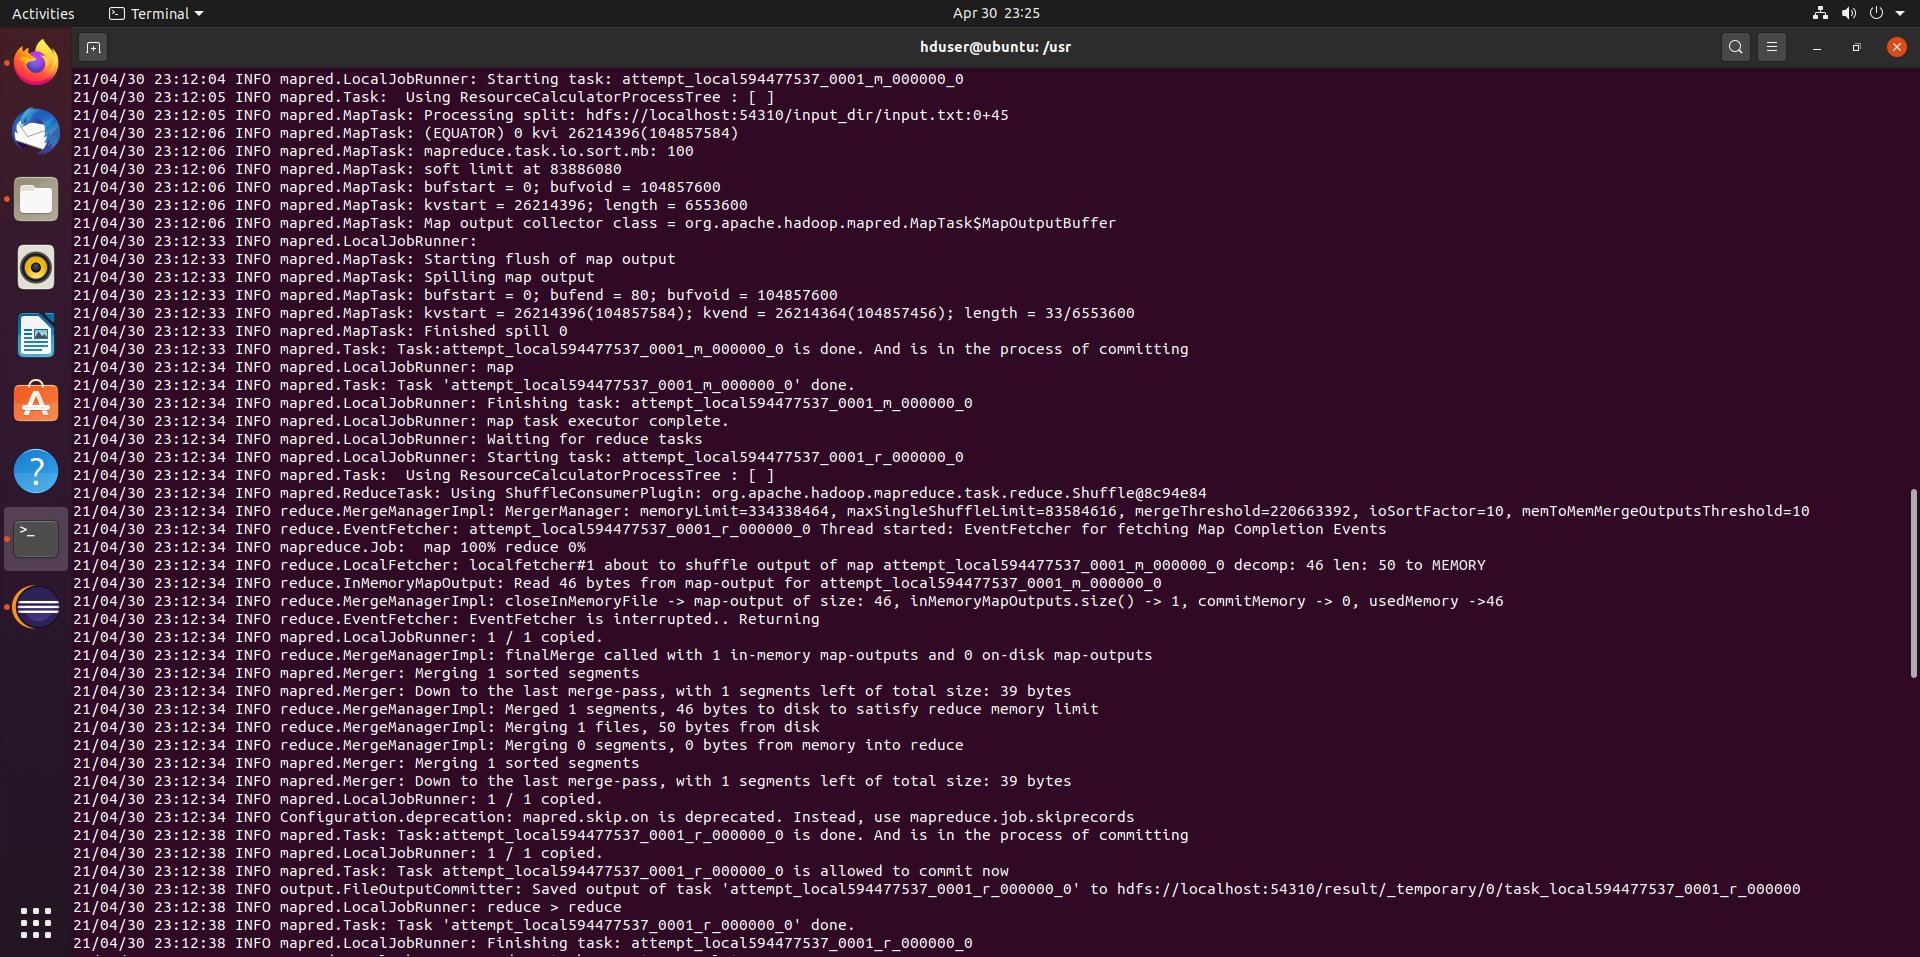 Activities
Terminal
Apr 30 23:25
hduser@ubuntu: /usr
21/04/30 23:12:04 INFO mapred.LocalJobRunner: Starting task: attempt_local594477537_0001_m_000000_0
21/04/30 23:12:05 INFO mapred.Task:  Using ResourceCalculatorProcessTree : [ ]
21/04/30 23:12:05 INFO mapred.MapTask: Processing split: hdfs://localhost:54310/input_dir/input.txt:0+45
21/04/30 23:12:06 INFO mapred.MapTask: (EQUATOR) 0 kvi 26214396(104857584)
21/04/30 23:12:06 INFO mapred.MapTask: mapreduce.task.io.sort.mb: 100
21/04/30 23:12:06 INFO mapred.MapTask: soft limit at 83886080
21/04/30 23:12:06 INFO mapred.MapTask: bufstart = 0; bufvoid = 104857600
21/04/30 23:12:06 INFO mapred.MapTask: kvstart = 26214396; length = 6553600
21/04/30 23:12:06 INFO mapred.MapTask: Map output collector class = org.apache.hadoop.mapred.MapTask$MapOutputBuffer
21/04/30 23:12:33 INFO mapred.LocalJobRunner:
21/04/30 23:12:33 INFO mapred.MapTask: Starting flush of map output
21/04/30 23:12:33 INFO mapred.MapTask: Spilling map output
21/04/30 23:12:33 INFO mapred.MapTask: bufstart = 0; bufend = 80; bufvoid = 104857600
21/04/30 23:12:33 INFO mapred.MapTask: kvstart = 26214396(104857584); kvend = 26214364(104857456); length = 33/6553600
21/04/30 23:12:33 INFO mapred.MapTask: Finished spill 0
21/04/30 23:12:33 INFO mapred.Task: Task:attempt_local594477537_0001_m_000000_0 is done. And is in the process of committing
21/04/30 23:12:34 INFO mapred.LocalJobRunner: map
21/04/30 23:12:34 INFO mapred.Task: Task 'attempt_local594477537_0001_m_000000_0' done.
21/04/30 23:12:34 INFO mapred.LocalJobRunner: Finishing task: attempt_local594477537_0001_m_000000_0
21/04/30 23:12:34 INFO mapred.LocalJobRunner: map task executor complete.
21/04/30 23:12:34 INFO mapred.LocalJobRunner: Waiting for reduce tasks
21/04/30 23:12:34 INFO mapred.LocalJobRunner: Starting task: attempt_local594477537_0001_r_000000_0
21/04/30 23:12:34 INFO mapred.Task:  Using ResourceCalculatorProcessTree : [ ]
21/04/30 23:12:34 INFO mapred.ReduceTask: Using ShuffleConsumerPlugin: org.apache.hadoop.mapreduce.task.reduce.Shuffle@8c94e84
21/04/30 23:12:34 INFO reduce.MergeManagerImpl: MergerManager: memoryLimit=334338464, maxSingleShuffleLimit=83584616, mergeThreshold=220663392, ioSortFactor=10, memToMemMergeOutputsThreshold=10
21/04/30 23:12:34 INFO reduce.EventFetcher: attempt_local594477537_0001_r_000000_0 Thread started: EventFetcher for fetching Map Completion Events
21/04/30 23:12:34 INFO mapreduce.Job:  map 100% reduce 0%
21/04/30 23:12:34 INFO reduce.LocalFetcher: localfetcher#1 about to shuffle output of map attempt_local594477537_0001_m_000000_0 decomp: 46 len: 50 to MEMORY
21/04/30 23:12:34 INFO reduce.InMemoryMapOutput: Read 46 bytes from map-output for attempt_local594477537_0001_m_000000_0
21/04/30 23:12:34 INFO reduce.MergeManagerImpl: closeInMemoryFile -> map-output of size: 46, inMemoryMapOutputs.size() -> 1, commitMemory -> 0, usedMemory ->46
21/04/30 23:12:34 INFO reduce.EventFetcher: EventFetcher is interrupted.. Returning
21/04/30 23:12:34 INFO mapred.LocalJobRunner: 1 / 1 copied.
21/04/30 23:12:34 INFO reduce.MergeManagerImpl: finalMerge called with 1 in-memory map-outputs and 0 on-disk map-outputs
21/04/30 23:12:34 INFO mapred.Merger: Merging 1 sorted segments
21/04/30 23:12:34 INFO mapred.Merger: Down to the last merge-pass, with 1 segments left of total size: 39 bytes
21/04/30 23:12:34 INFO reduce.MergeManagerImpl: Merged 1 segments, 46 bytes to disk to satisfy reduce memory limit
21/04/30 23:12:34 INFO reduce.MergeManagerImpl: Merging 1 files, 50 bytes from disk
21/04/30 23:12:34 INFO reduce.MergeManagerImpl: Merging 0 segments, 0 bytes from memory into reduce
21/04/30 23:12:34 INFO mapred.Merger: Merging 1 sorted segments
21/04/30 23:12:34 INFO mapred.Merger: Down to the last merge-pass, with 1 segments left of total size: 39 bytes
21/04/30 23:12:34 INFO mapred.LocalJobRunner: 1 / 1 copied.
21/04/30 23:12:34 INFO Configuration.deprecation: mapred.skip.on is deprecated. Instead, use mapreduce.job.skiprecords
21/04/30 23:12:38 INFO mapred.Task: Task:attempt_local594477537_0001_r_000000_0 is done. And is in the process of committing
21/04/30 23:12:38 INFO mapred.LocalJobRunner: 1 / 1 copied.
21/04/30 23:12:38 INFO mapred.Task: Task attempt_local594477537_0001_r_000000_0 is allowed to commit now
21/04/30 23:12:38 INFO output.FileOutputCommitter: Saved output of task 'attempt_local594477537_0001_r_000000_0' to hdfs://localhost:54310/result/_temporary/0/task_local594477537_0001_r_000000
21/04/30 23:12:38 INFO mapred.LocalJobRunner: reduce > reduce
21/04/30 23:12:38 INFO mapred.Task: Task 'attempt_local594477537_0001_r_000000_0' done.
21/04/30 23:12:38 INFO mapred.LocalJobRunner: Finishing task: attempt_local594477537_0001_r_000000_0